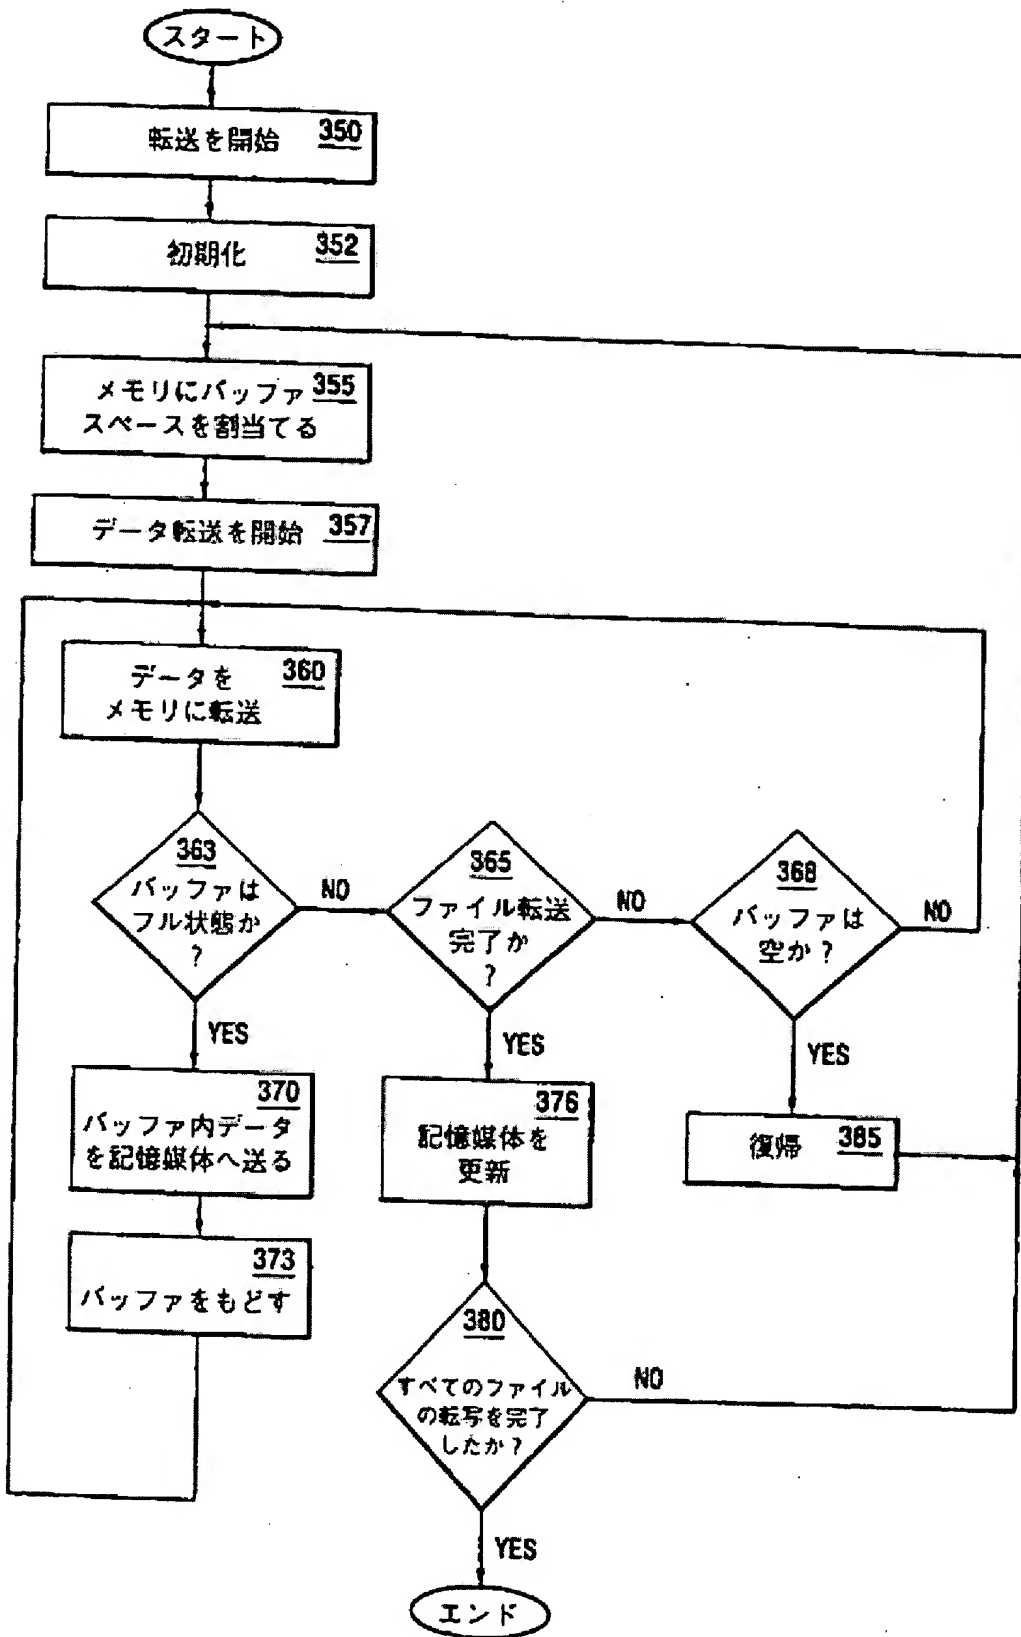 スタート
転送を開始 350
初期化 352
メモリにバッファ 355
スペースを割当てる
データ転送を開始 357
データを 360
メモリに転送
363
バッファは
フル状態か
?
NO
365
ファイル転送
完了か
?
NO
368
バッファは
空か?
NO
YES
YES
YES
370
バッファ内データ
を記憶媒体へ送る
376
記憶媒体を
更新
復帰 385
373
バッファをもどす
380
すべてのファイル
の転写を完了
したか?
NO
YES
エンド